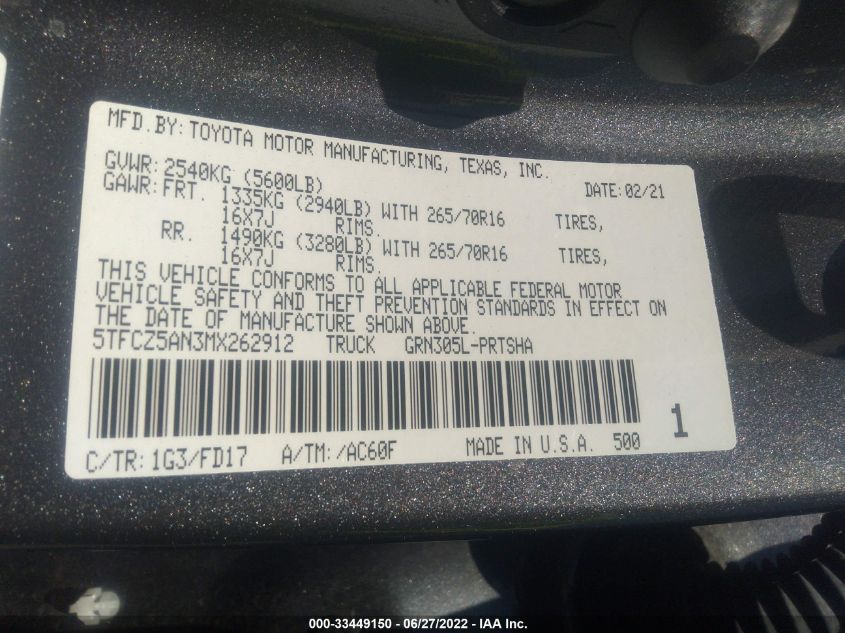 MFD. BY: TOYOTA MOTOR MANUFACTURING, TEXAS, INC.
GVWR: 2540KG (5600LB) DATE: 02/21
GAWR: FRT. 1335KG (2940LB) WITH 265/70R16 TIRES,
16X7J RIMS.
RR. 1490KG (3280LB) WITH 265/70R16 TIRES,
16X7J RIMS.
THIS VEHICLE CONFORMS TO ALL APPLICABLE FEDERAL MOTOR
VEHICLE SAFETY AND THEFT PREVENTION STANDARDS IN EFFECT ON
THE DATE OF MANUFACTURE SHOWN ABOVE.
5TFCZ5AN3MX262912 TRUCK GRN305L-PRTSHA
1
C/TR: 1G3/FD17 A/TM: /AC60F MADE IN U.S.A. 500
000-33449150 - 06/27/2022 - IAA Inc.